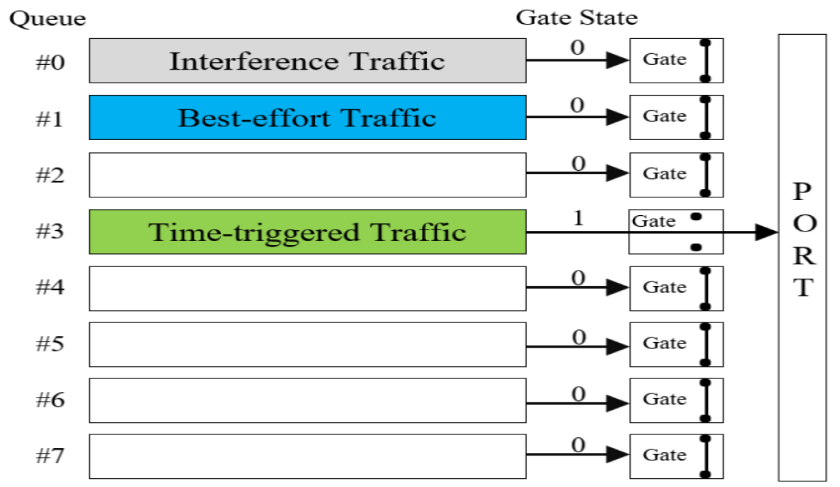 Queue Gate State
#0 Interference Traffic 0 Gate
#1 Best-effort Traffic 0 Gate
#2 0 Gate
#3 Time-triggered Traffic 1 Gate
#4 0 Gate
#5 0 Gate
#6 0 Gate
#7 0 Gate
P
O
R
T